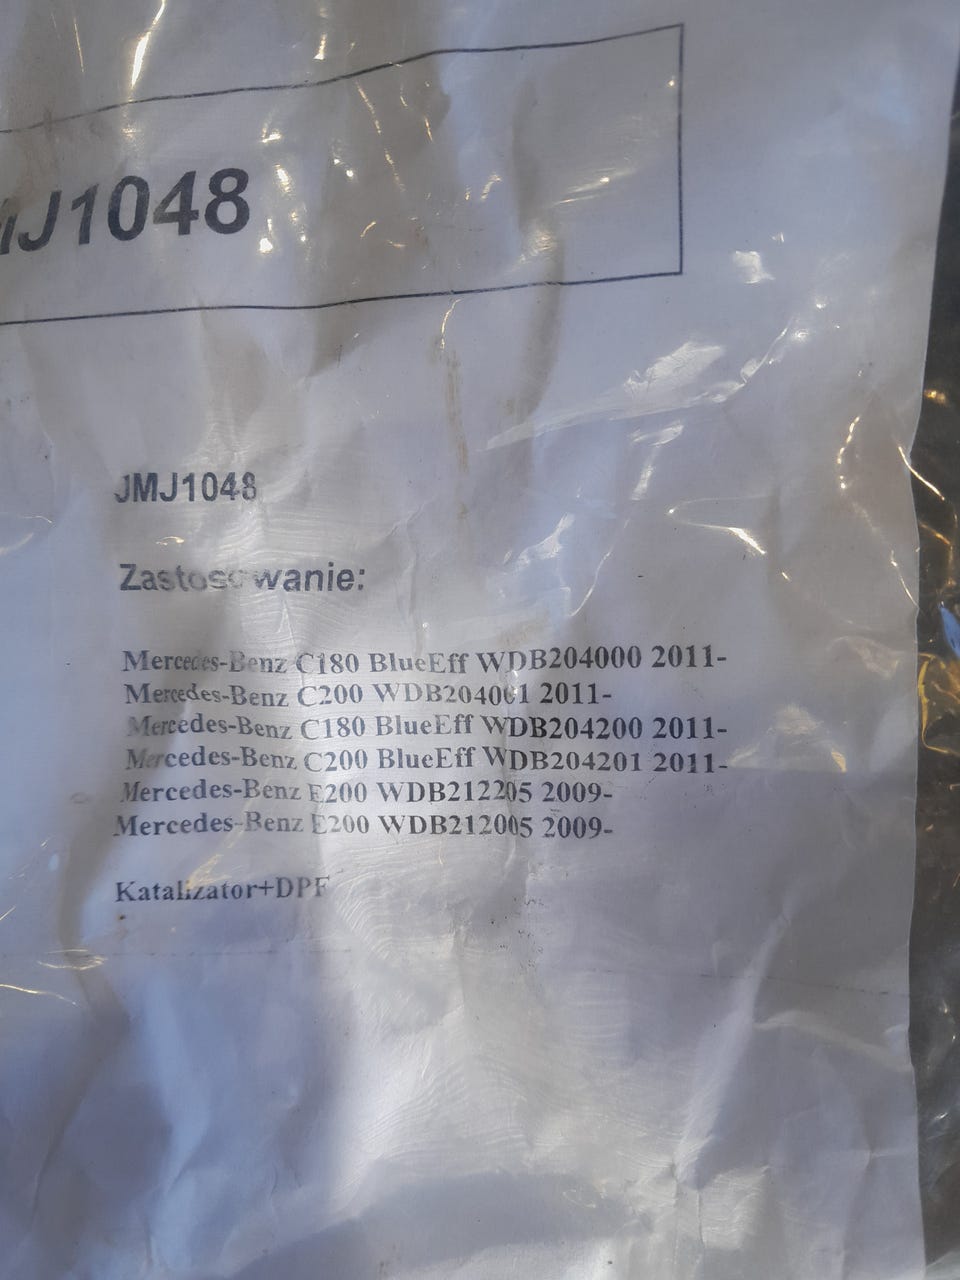 MJ1048
JMJ1048
Zastosowanie:
Mercedes-Benz C180 BlueEff WDB204000 2011-
Mercedes-Benz C200 WDB204001 2011-
Mercedes-Benz C180 BlueEff WDB204200 2011-
Mercedes-Benz C200 BlueEff WDB204201 2011-
Mercedes-Benz E200 WDB212205 2009-
Mercedes-Benz E200 WDB212005 2009-
Katalizator+DPF